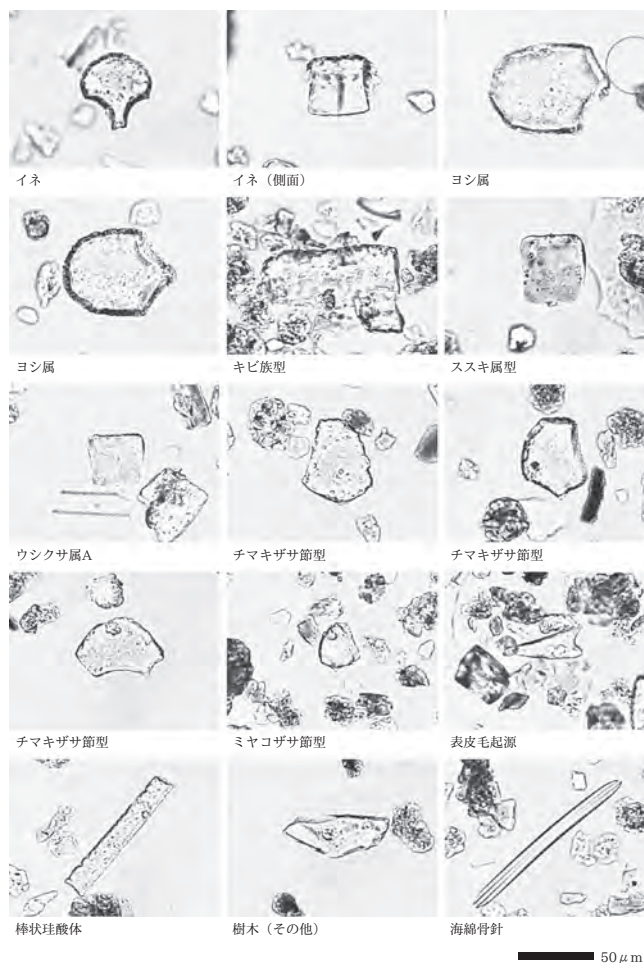 イネ
イネ（側面）
ヨシ属
ヨシ属
キビ族型
ススキ属型
ウシクサ属A
チマキザサ節型
チマキザサ節型
チマキザサ節型
ミヤコザサ節型
表皮毛起源
棒状珪酸体
樹木（その他）
海綿骨針
50μm